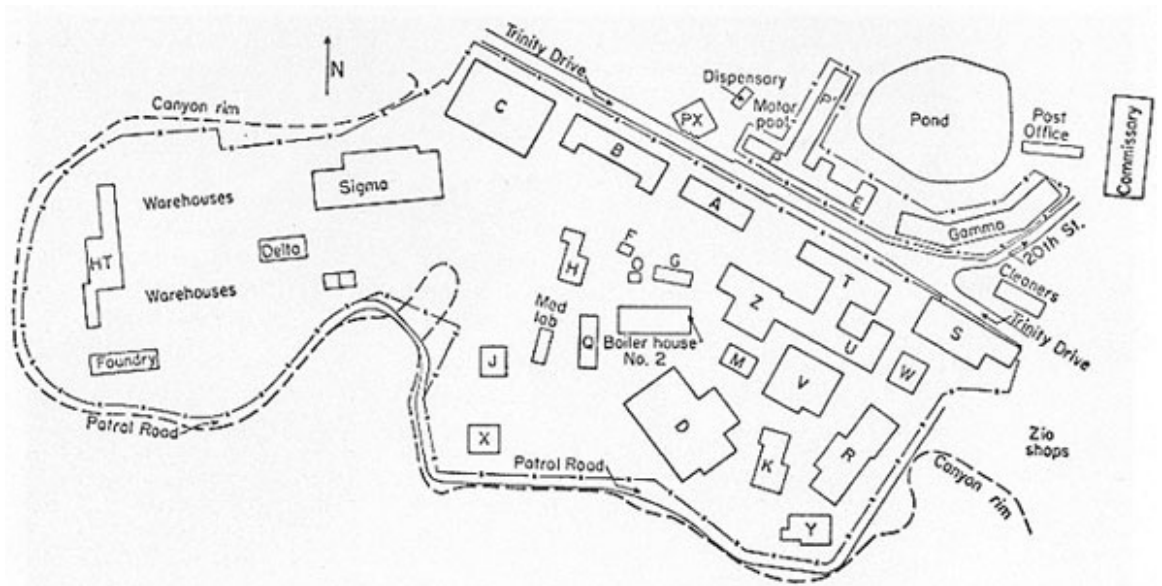 N
Canyon rim
Trinity Drive
Dispensary
Motor
pool
P'
P
PX
Pond
Post
Office
Commissary
C
B
A
E
Gamma
20th St.
Cleaners
Trinity Drive
Sigma
Warehouses
Delta
HT
Warehouses
Foundry
Patrol Road
F
O
G
H
Med
lab
Q
Boiler house
No. 2
J
X
Z
T
U
S
M
V
W
D
K
R
Y
Patrol Road
Canyon rim
Zia
shops